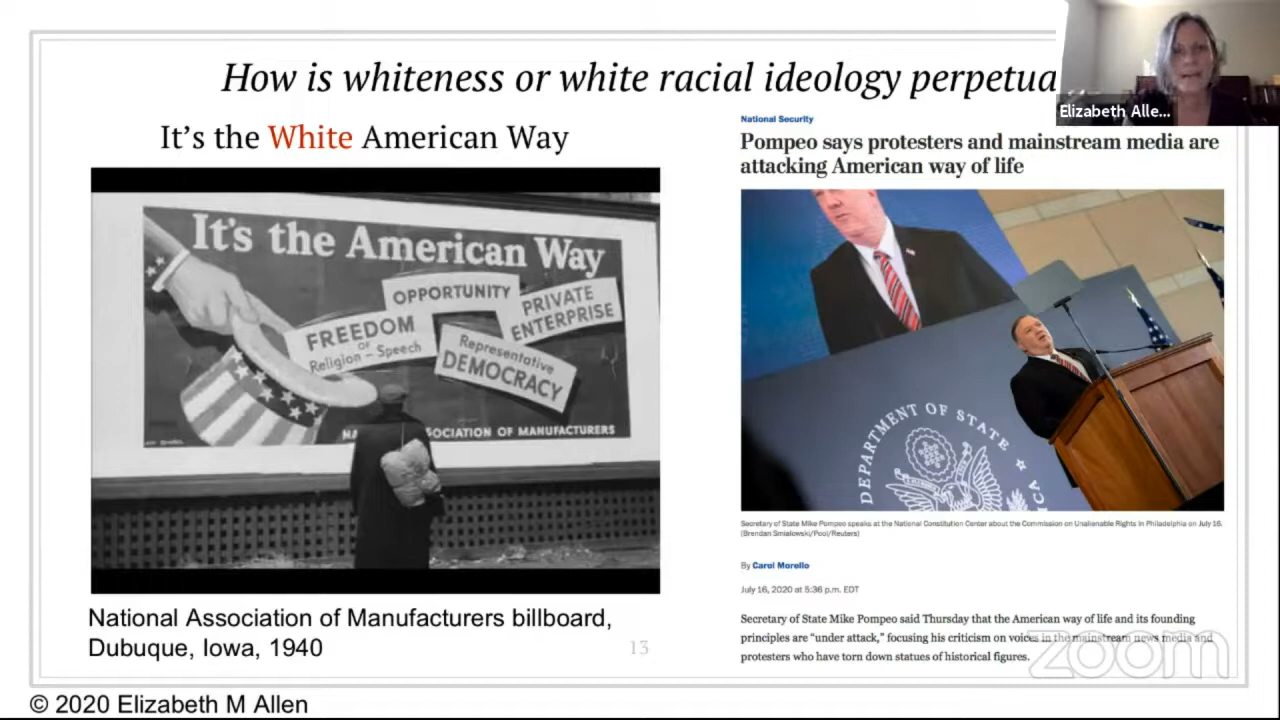 How is whiteness or white racial ideology perpetua
Elizabeth Alle...
It's the White American Way
It's the American Way
OPPORTUNITY
PRIVATE
ENTERPRISE
FREEDOM
OF
Religion - Speech
Representative
DEMOCRACY
NA SOCIATION OF MANUFACTURERS
National Association of Manufacturers billboard,
Dubuque, Iowa, 1940
13
National Security
Pompeo says protesters and mainstream media are
attacking American way of life
DEPARTMENT OF STATE
ICA
Secretary of State Mike Pompeo speaks at the National Constitution Center about the Commission on Unalienable Rights in Philadelphia on July 16.
(Brendan Smialowski/Pool/Reuters)
By Carol Morello
July 16, 2020 at 5:36 p.m. EDT
Secretary of State Mike Pompeo said Thursday that the American way of life and its founding
principles are “under attack,” focusing his criticism on voices in the mainstream news media and
protesters who have torn down statues of historical figures.
zoom
© 2020 Elizabeth M Allen